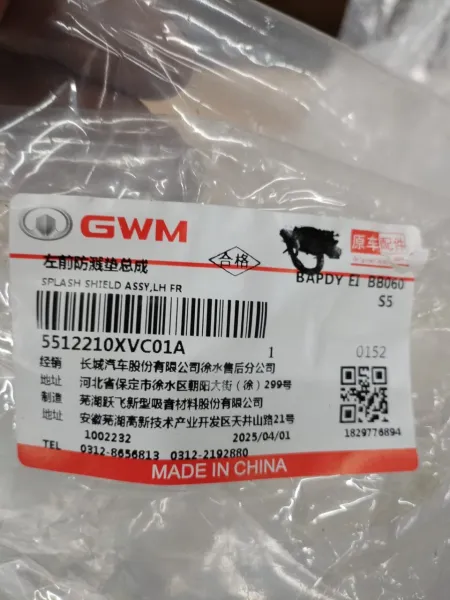 GWM
原车配件
合格
左前防溅垫总成
BAPDY EI BB060
SPLASH SHIELD ASSY,LH FR
S5
5512210XVC01A
1
0152
经销 长城汽车股份有限公司徐水售后分公司
地址 河北省保定市徐水区朝阳大街（徐）299号
制造 芜湖跃飞新型吸音材料股份有限公司
地址 安徽芜湖高新技术产业开发区天井山路21号
1829776894
1002232 2025/04/01
TEL 0312-8656813 0312-2192880
MADE IN CHINA